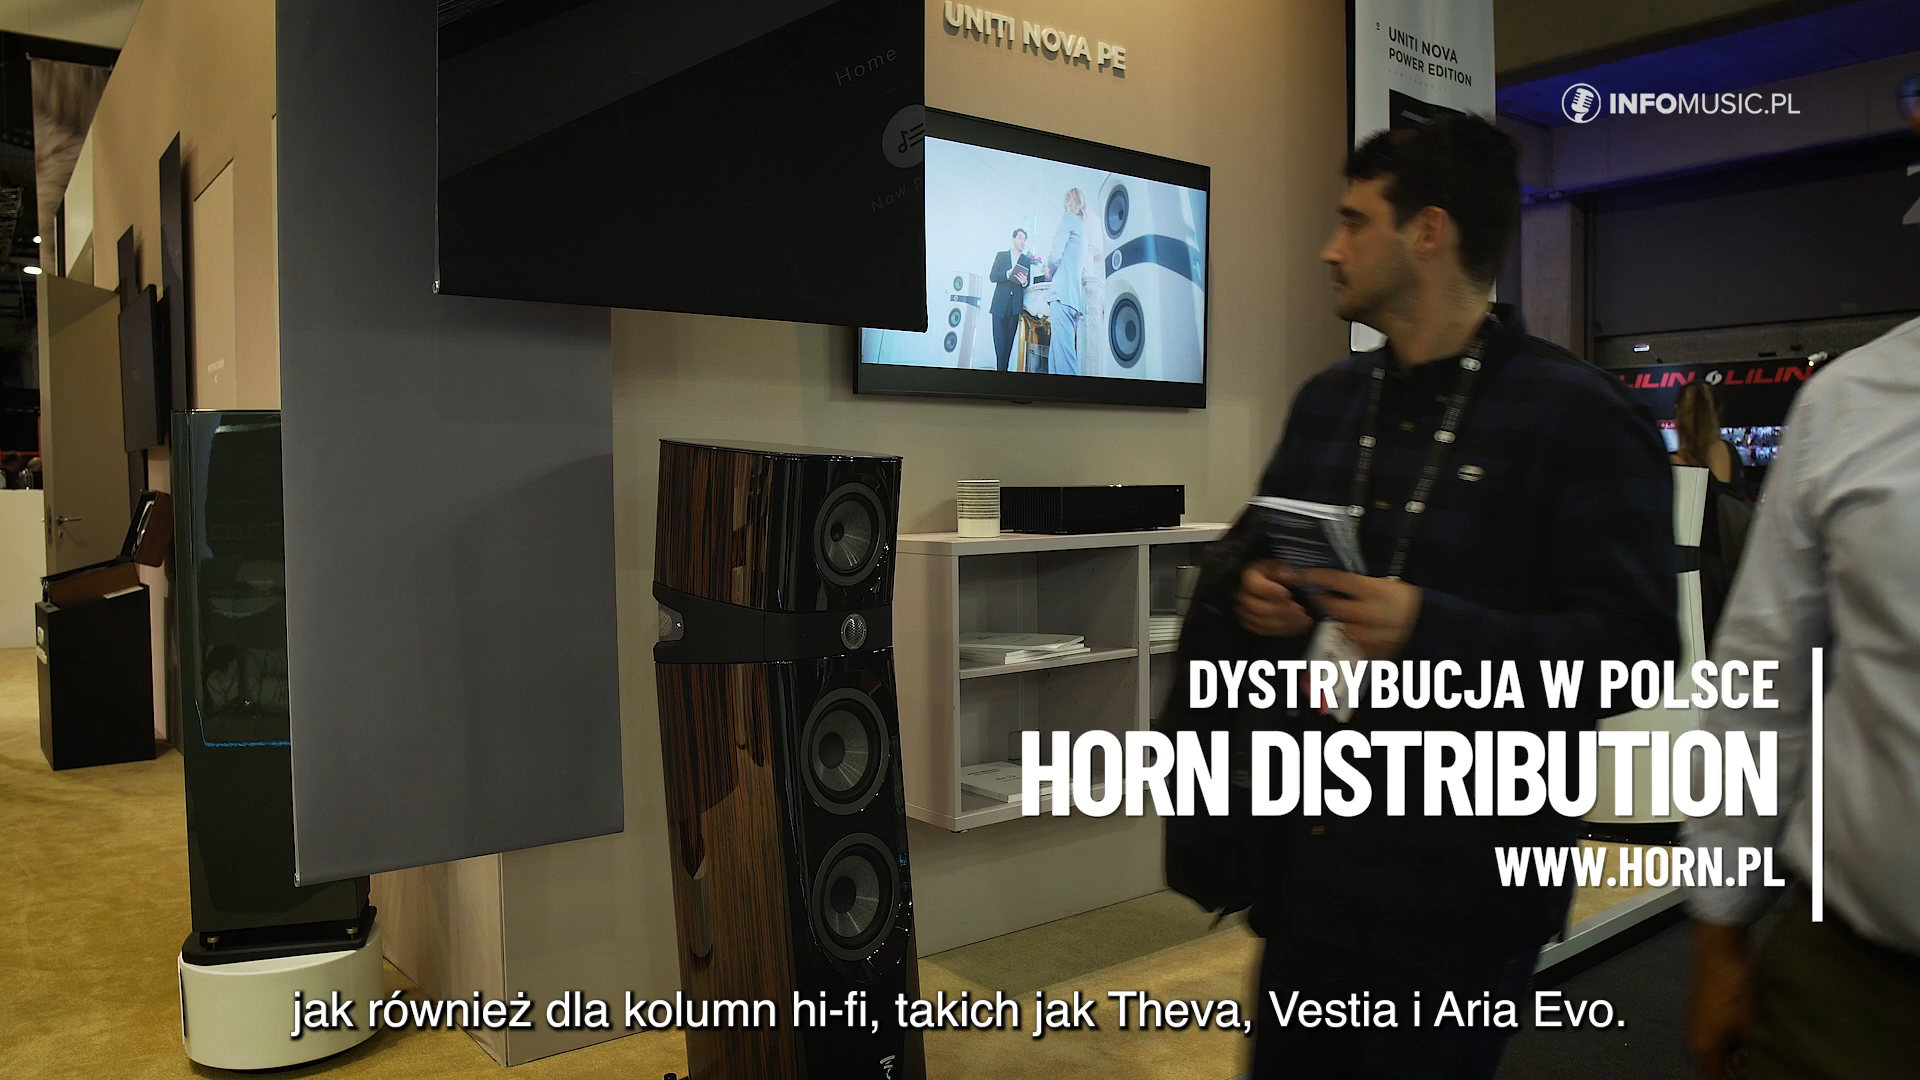 UNITI NOVA PE
Home
UNITI NOVA
POWER EDITION
INFOMUSIC.PL
LILIN LILIN
DYSTRYBUCJA W POLSCE
HORN DISTRIBUTION
WWW.HORN.PL
jak również dla kolumn hi-fi, takich jak Theva, Vestia i Aria Evo.